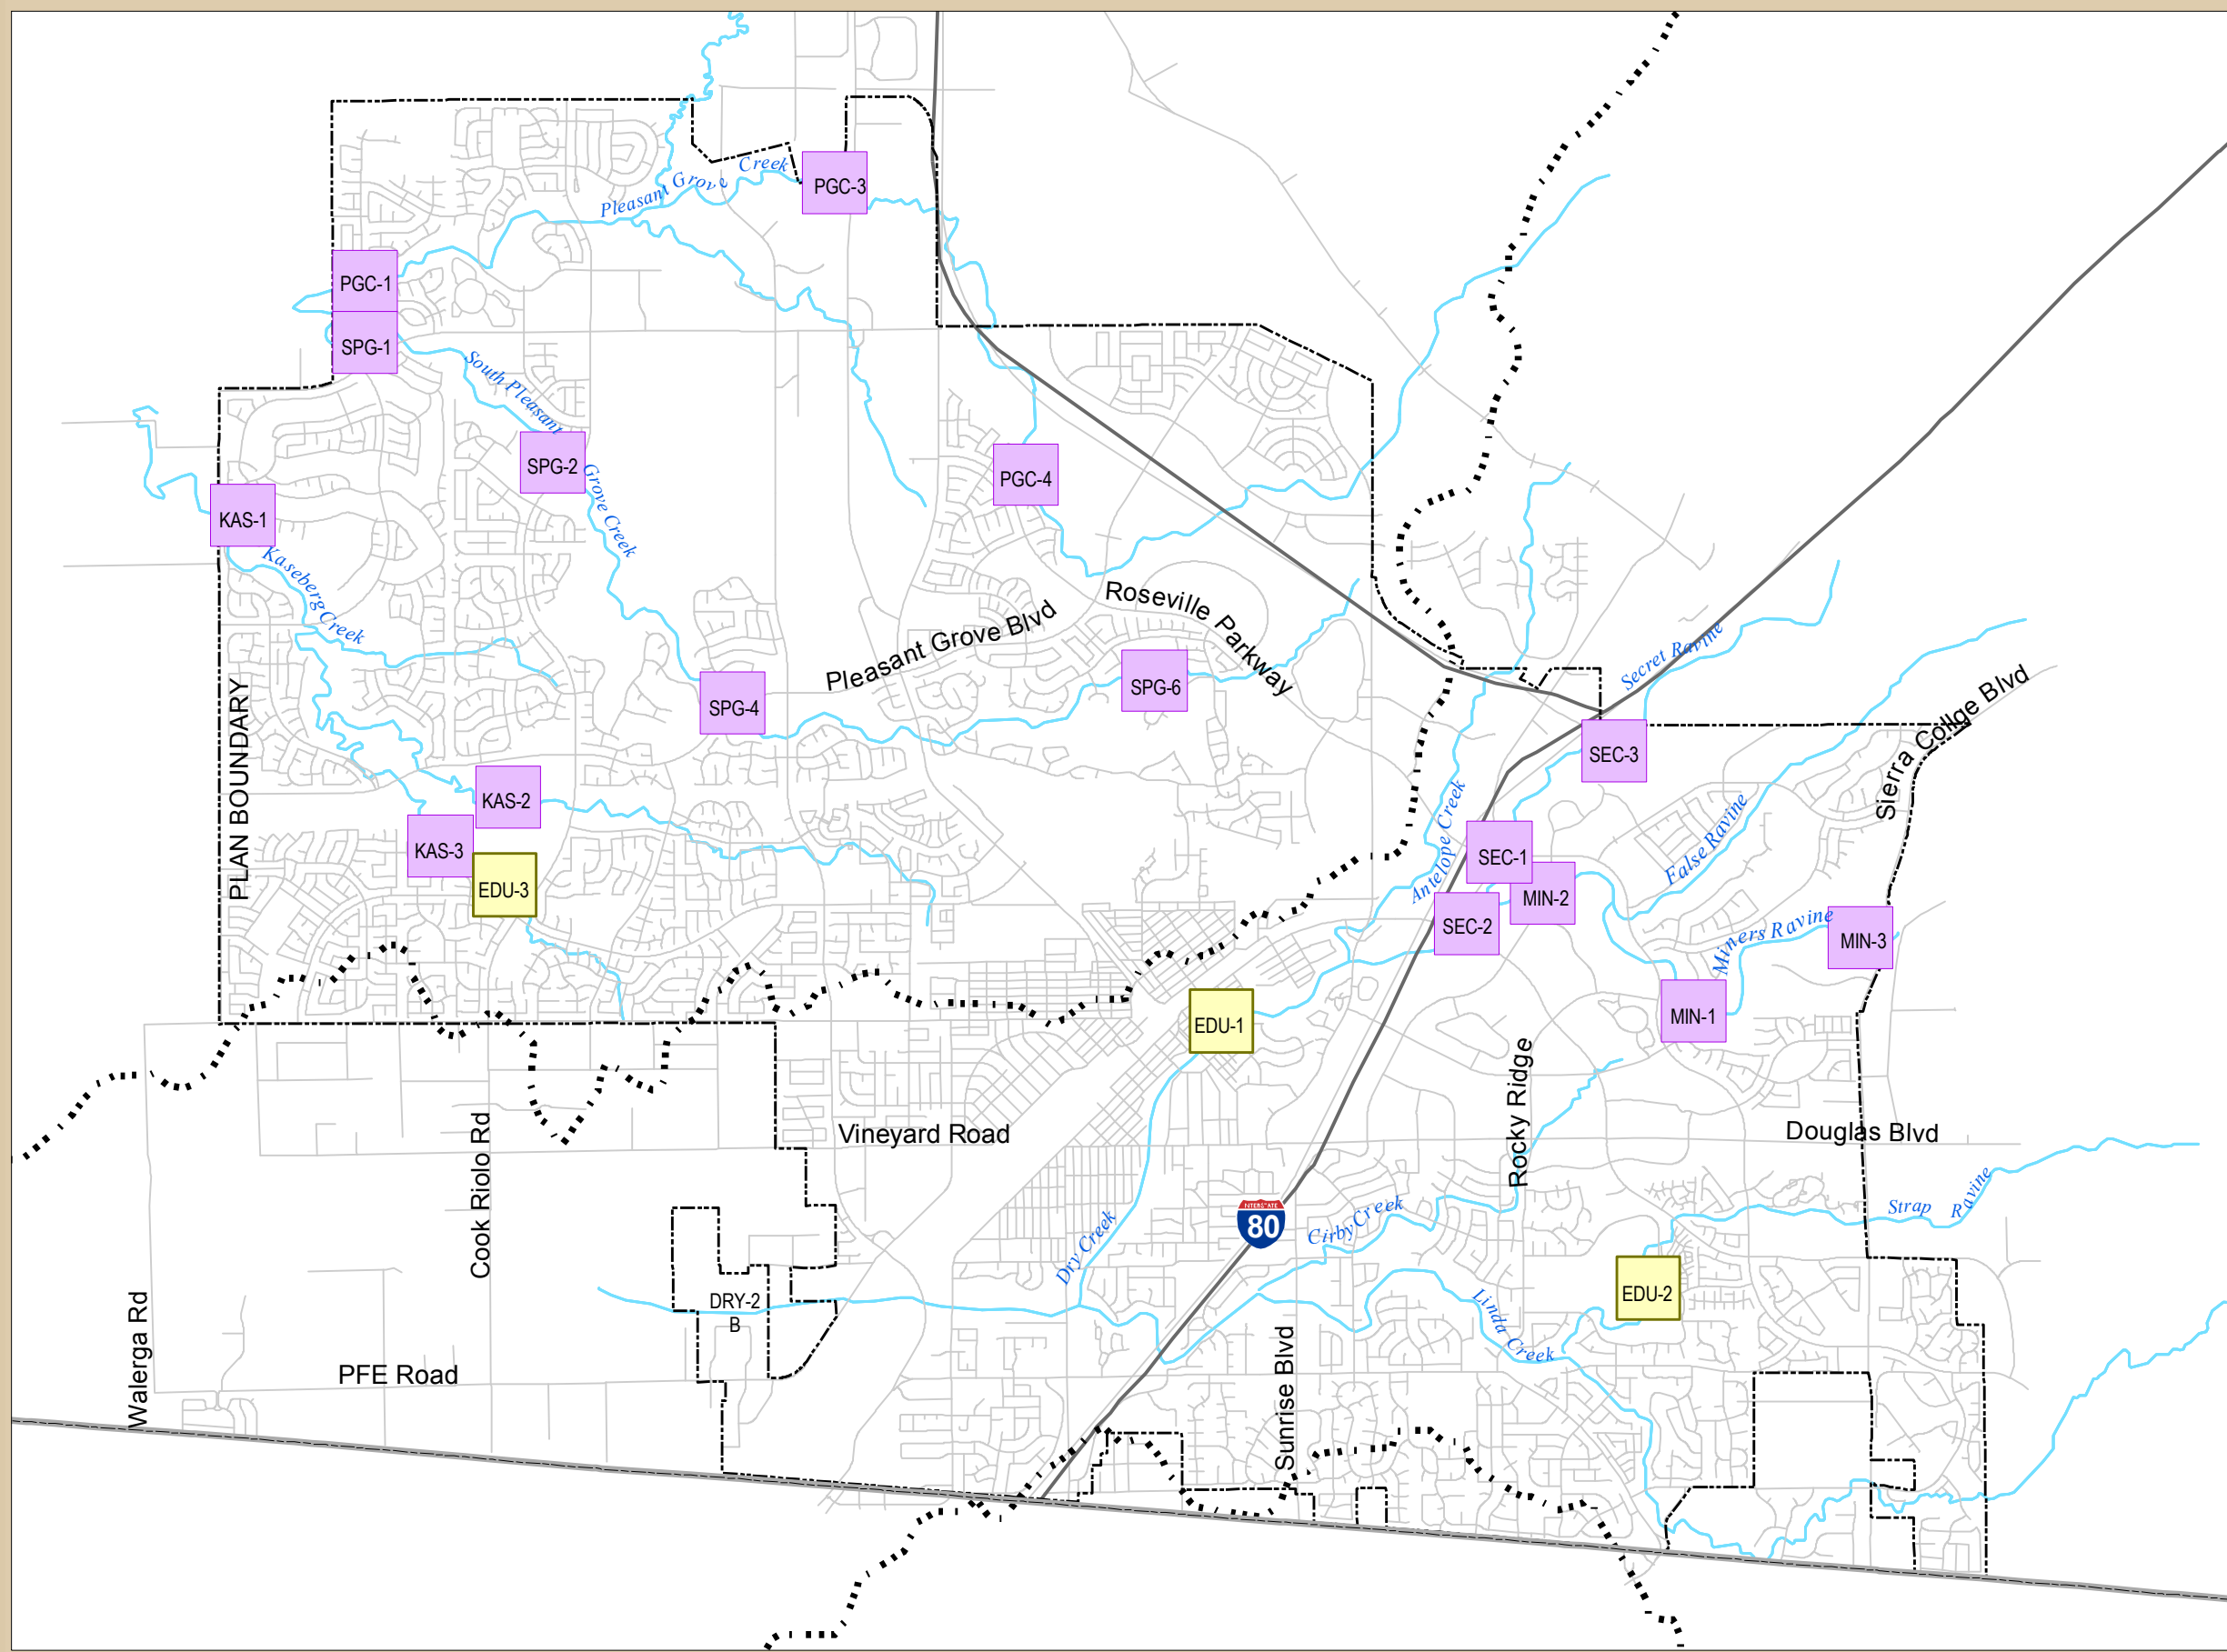 Pleasant Grove Creek
PGC-3
PGC-1
SPG-1
South Pleasant
Grove Creek
SPG-2
PGC-4
KAS-1
Kaseberg Creek
Roseville Parkway
Pleasant Grove Blvd
SPG-6
SPG-4
Secret Ravine
SEC-3
Sierra Collge Blvd
PLAN BOUNDARY
KAS-2
KAS-3
EDU-3
Antelope Creek
SEC-1
MIN-2
SEC-2
False Ravine
Miners Ravine
MIN-3
MIN-1
EDU-1
Rocky Ridge
Cook Riolo Rd
Vineyard Road
Douglas Blvd
Strap Ravine
INTERSTATE
80
Cirby Creek
Dry Creek
EDU-2
DRY-2
B
Linda Creek
Walerga Rd
PFE Road
Sunrise Blvd